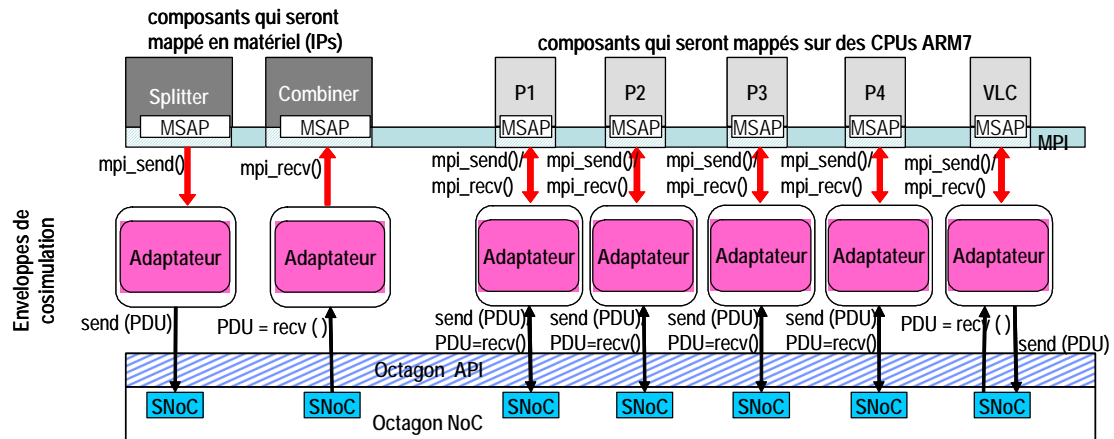 composants qui seront
mappé en matériel (IPs)
composants qui seront mappés sur des CPUs ARM7
Splitter
Combiner
P1
P2
P3
P4
VLC
MSAP
MSAP
MSAP
MSAP
MSAP
MSAP
MSAP
MPI
mpi_send()
mpi_recv()
mpi_send()/
mpi_recv()
mpi_send()/
mpi_recv()
mpi_send()/
mpi_recv()
mpi_send()/
mpi_recv()
mpi_send()/
mpi_recv()
Enveloppes de
cosimulation
Adaptateur
Adaptateur
Adaptateur
Adaptateur
Adaptateur
Adaptateur
Adaptateur
send (PDU)
PDU = recv ( )
send (PDU)
PDU=recv()
send (PDU)
PDU=recv()
send (PDU)
PDU=recv()
send (PDU)
PDU=recv()
PDU = recv ( )
send (PDU)
Octagon API
SNoC
SNoC
SNoC
SNoC
SNoC
SNoC
SNoC
Octagon NoC